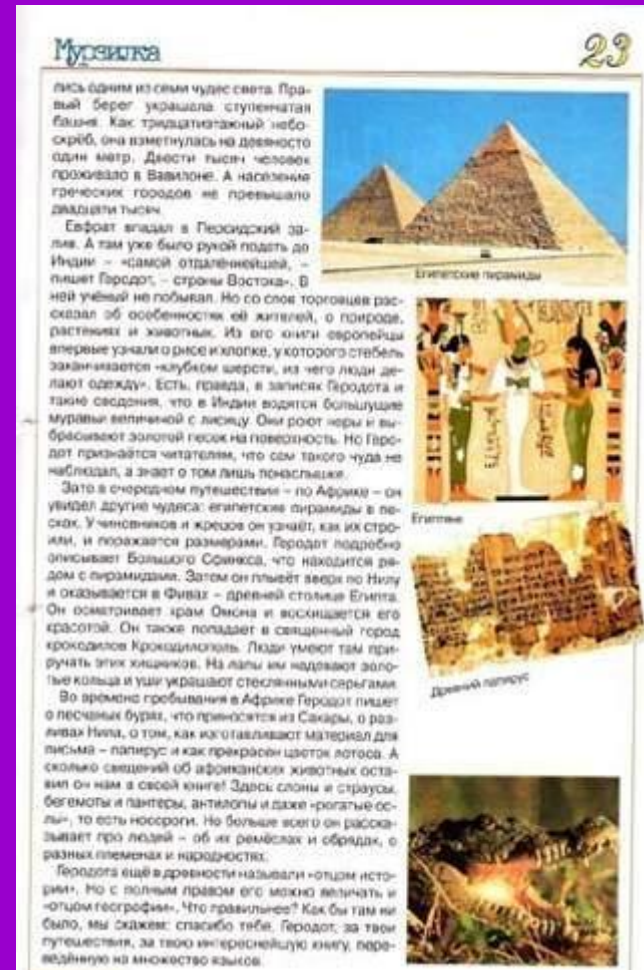 Мурзилка
23
лись одним из семи чудес света. Пра-
вый берег украшала ступенчатая
башня. Как тридцатиэтажный небо-
скрёб, она взметнулась на девяносто
один метр. Двести тысяч человек
проживало в Вавилоне. А население
греческих городов не превышало
двадцати тысяч.
Евфрат впадал в Персидский за-
лив. А там уже было рукой подать до
Индии – «самой отдалённейшей, –
пишет Геродот, – страны Востока». В
ней учёный не побывал. Но со слов торговцев рас-
сказал об особенностях её жителей, о природе,
растениях и животных. Из его книги европейцы
впервые узнали о рисе и хлопке, у которого стебель
заканчивается «клубком шерсти, из чего люди де-
лают одежду». Есть, правда, в записях Геродота и
такие сведения, что в Индии водятся большущие
муравьи величиной с лисицу. Они роют норы и вы-
брасывают золотой песок на поверхность. Но Геро-
дот признаётся читателям, что сам такого чуда не
наблюдал, а знает о том лишь понаслышке.
Зато в очередном путешествии – по Африке – он
увидел другие чудеса: египетские пирамиды в пе-
сках. У чиновников и жрецов он узнаёт, как их стро-
или, и поражается размерами. Геродот подробно
описывает Большого Сфинкса, что находится ря-
дом с пирамидами. Затем он плывёт вверх по Нилу
и оказывается в Фивах – древней столице Египта.
Он осматривает храм Омона и восхищается его
красотой. Он также попадает в священный город
крокодилов Крокодилополь. Люди умеют там при-
ручать этих хищников. На лапы им надевают золо-
тые кольца и уши украшают стеклянными серьгами.
Во времена пребывания в Африке Геродот пишет
о песчаных бурях, что приносятся из Сахары, о раз-
ливах Нила, о том, как изготавливают материал для
письма – папирус и как прекрасен цветок лотоса. А
сколько сведений об африканских животных оста-
вил он нам в своей книге! Здесь слоны и страусы,
бегемоты и пантеры, антилопы и даже «рогатые ос-
лы», то есть носороги. Но больше всего он расска-
зывает про людей – об их ремёслах и обрядах, о
разных племенах и народностях.
Геродота ещё в древности называли «отцом исто-
рии». Но с полным правом его можно величать и
«отцом географии». Что правильнее? Как бы там ни
было, мы скажем: спасибо тебе, Геродот, за твои
путешествия, за твою интереснейшую книгу, пере-
ведённую на множество языков.
Египетские пирамиды
Египтяне
Древний папирус